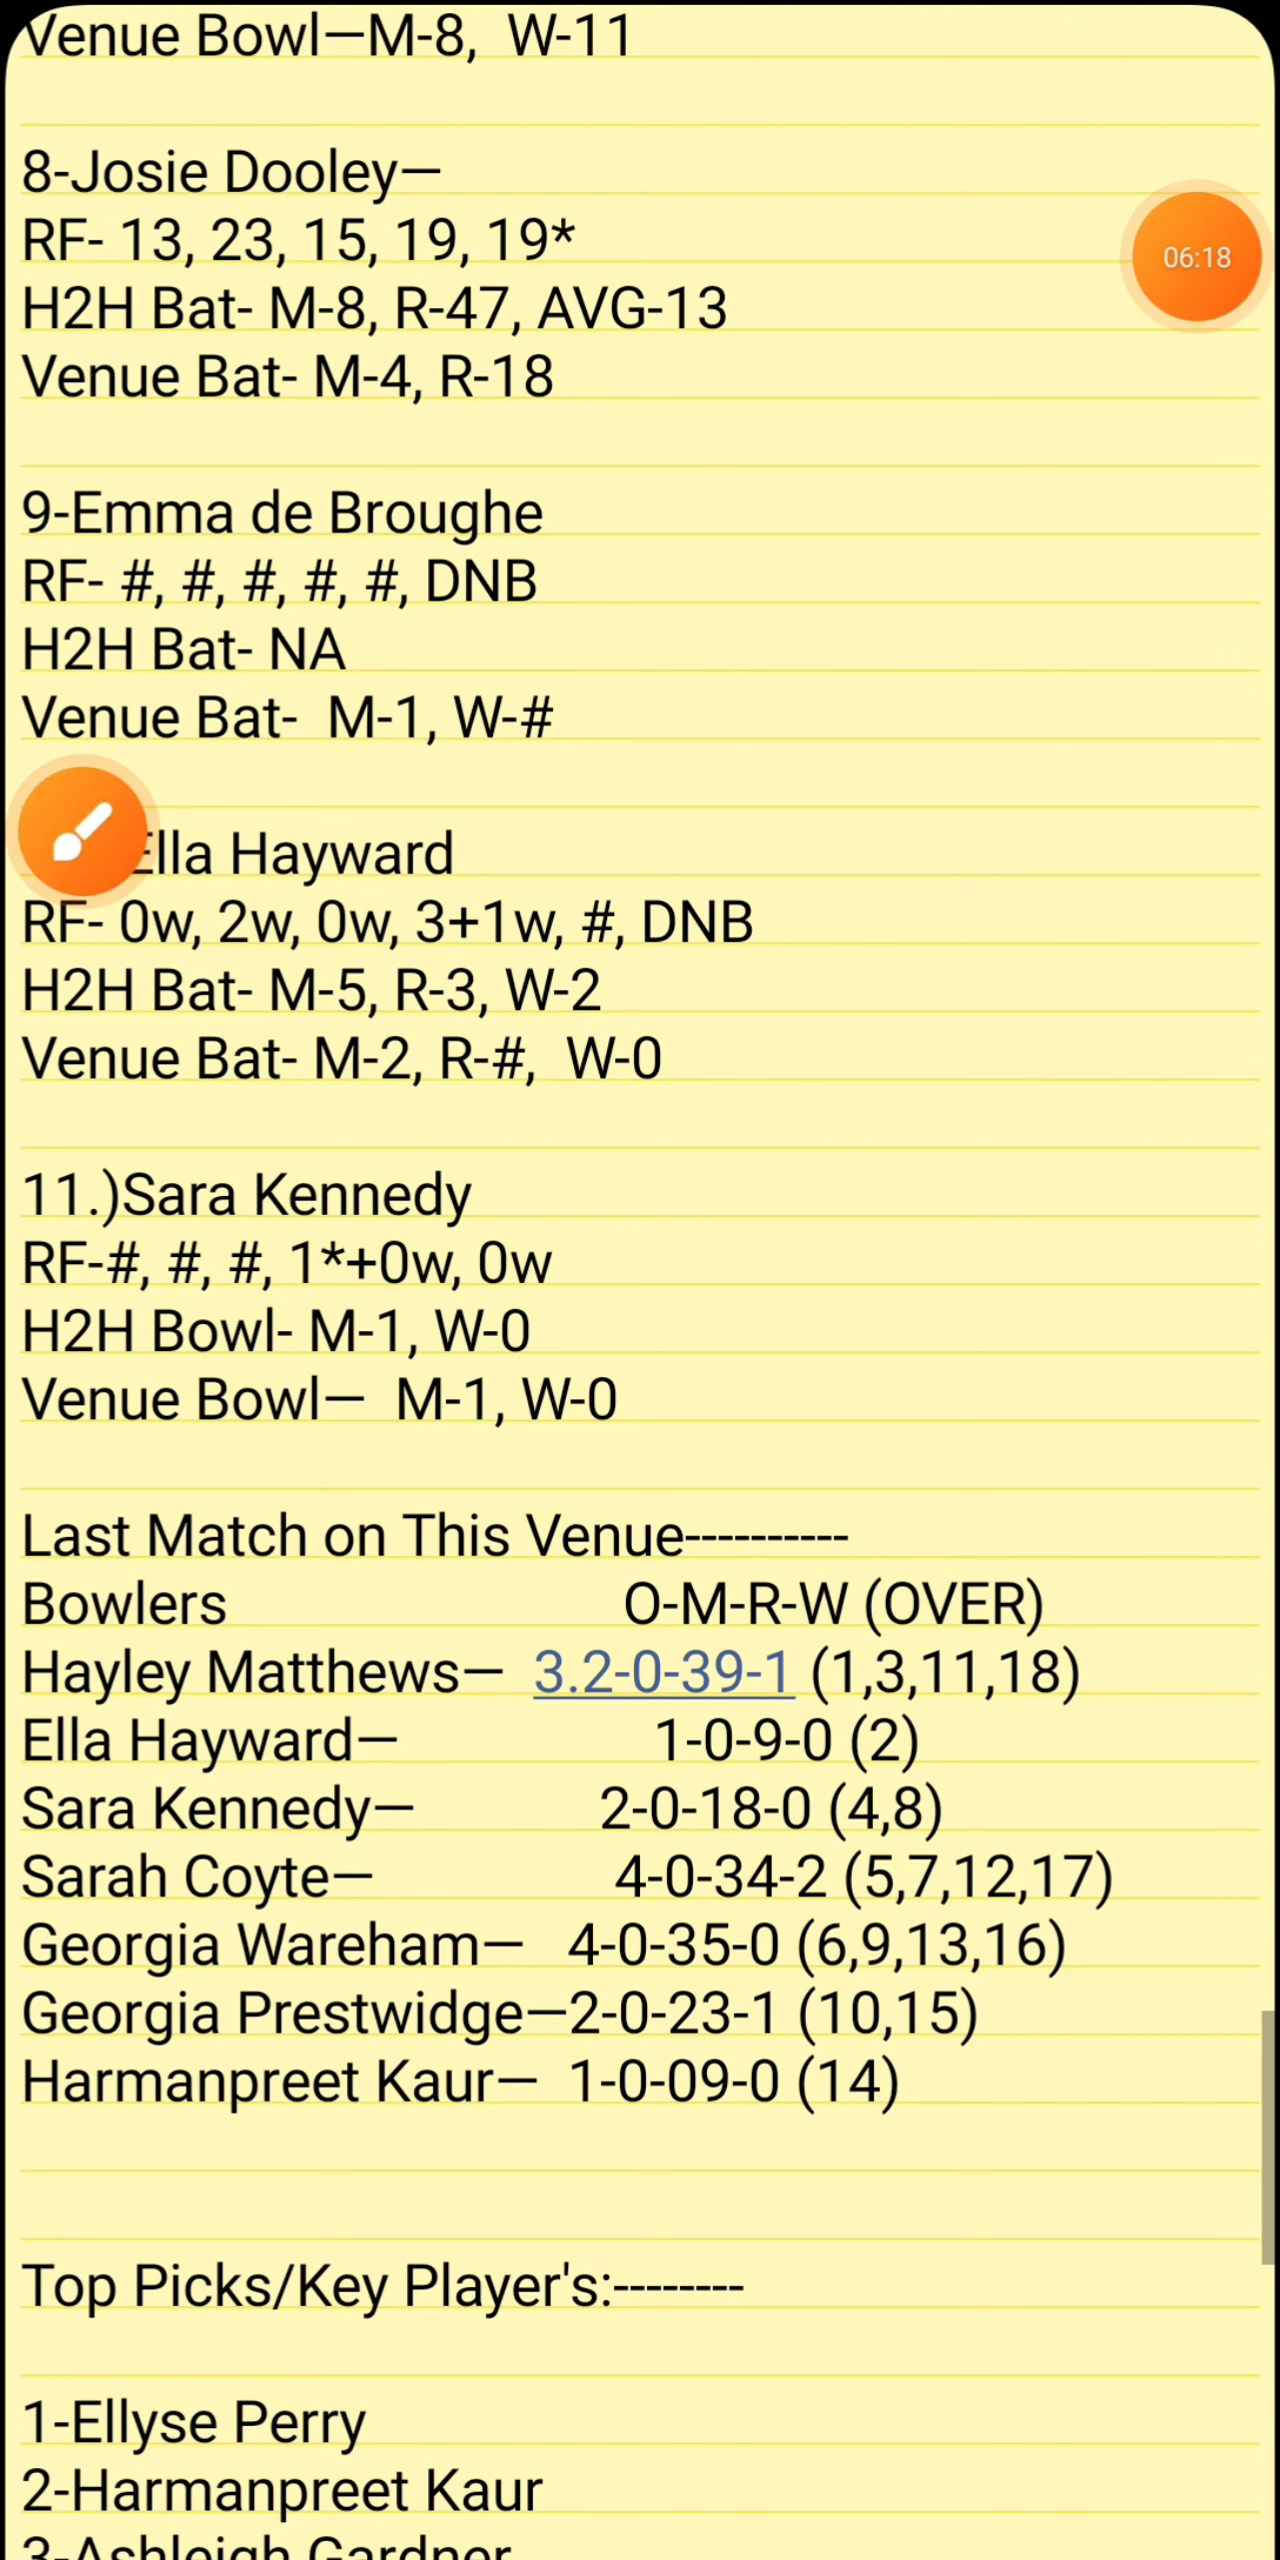 Venue Bowl—M-8,  W-11
8-Josie Dooley—
RF- 13, 23, 15, 19, 19*
06:18
H2H Bat- M-8, R-47, AVG-13
Venue Bat- M-4, R-18
9-Emma de Broughe
RF- #, #, #, #, #, DNB
H2H Bat- NA
Venue Bat-  M-1, W-#
Ella Hayward
RF- 0w, 2w, 0w, 3+1w, #, DNB
H2H Bat- M-5, R-3, W-2
Venue Bat- M-2, R-#,  W-0
11.)Sara Kennedy
RF-#, #, #, 1*+0w, 0w
H2H Bowl- M-1, W-0
Venue Bowl—  M-1, W-0
Last Match on This Venue----------
Bowlers O-M-R-W (OVER)
Hayley Matthews—  3.2-0-39-1 (1,3,11,18)
Ella Hayward— 1-0-9-0 (2)
Sara Kennedy— 2-0-18-0 (4,8)
Sarah Coyte— 4-0-34-2 (5,7,12,17)
Georgia Wareham— 4-0-35-0 (6,9,13,16)
Georgia Prestwidge—2-0-23-1 (10,15)
Harmanpreet Kaur— 1-0-09-0 (14)
Top Picks/Key Player's:--------
1-Ellyse Perry
2-Harmanpreet Kaur
3-Ashleigh Gardner